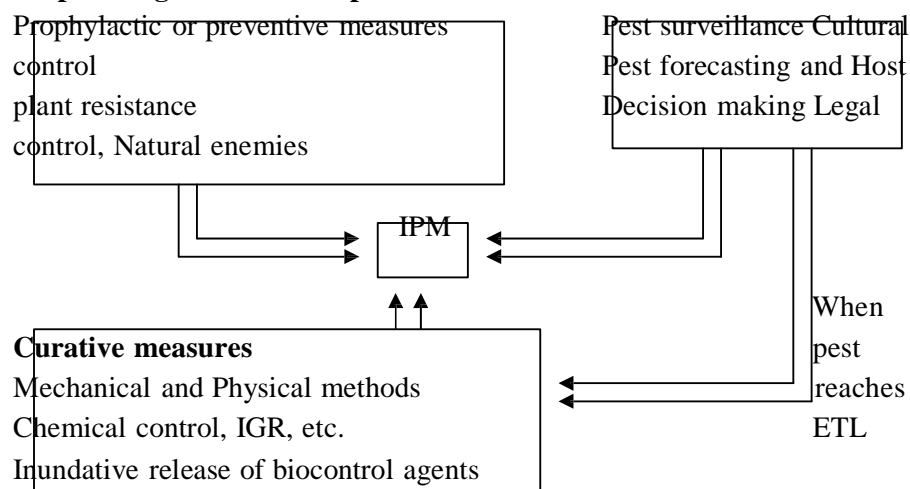 Prophylactic or preventive measures
control
plant resistance
control, Natural enemies
Pest surveillance Cultural
Pest forecasting and Host
Decision making Legal
IPM
When
pest
reaches
ETL
Curative measures
Mechanical and Physical methods
Chemical control, IGR, etc.
Inundative release of biocontrol agents